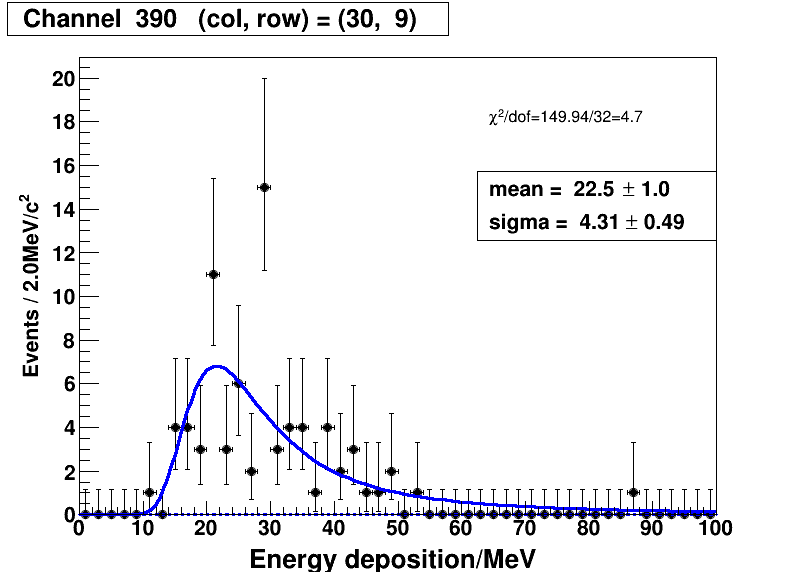 Channel 390 (col, row) = (30, 9)
χ²/dof=149.94/32=4.7
mean = 22.5 ± 1.0
sigma = 4.31 ± 0.49
Events / 2.0MeV/c²
20
18
16
14
12
10
8
6
4
2
0
0 10 20 30 40 50 60 70 80 90 100
Energy deposition/MeV